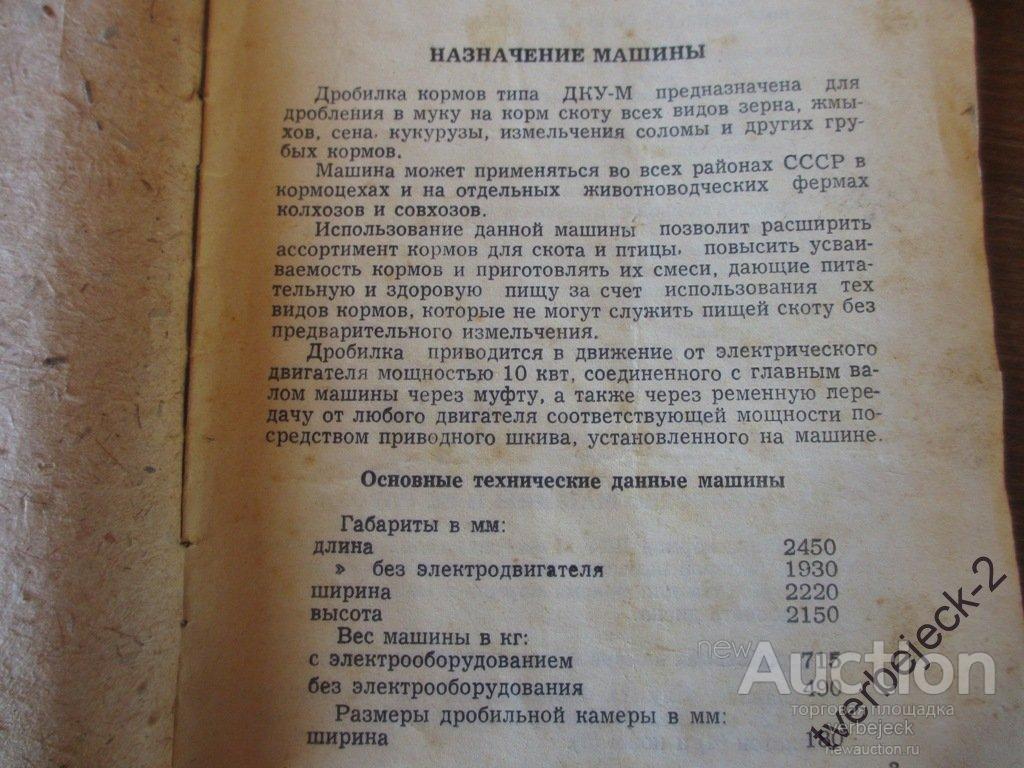 НАЗНАЧЕНИЕ МАШИНЫ
Дробилка кормов типа ДКУ-М предназначена для
дробления в муку на корм скоту всех видов зерна, жмы-
хов, сена, кукурузы, измельчения соломы и других гру-
бых кормов.
Машина может применяться во всех районах СССР в
кормоцехах и на отдельных животноводческих фермах
колхозов и совхозов.
Использование данной машины позволит расширить
ассортимент кормов для скота и птицы, повысить усваи-
ваемость кормов и приготовлять их смеси, дающие пита-
тельную и здоровую пищу за счет использования тех
видов кормов, которые не могут служить пищей скоту без
предварительного измельчения.
Дробилка приводится в движение от электрического
двигателя мощностью 10 квт, соединенного с главным ва-
лом машины через муфту, а также через ременную пере-
дачу от любого двигателя соответствующей мощности по-
средством приводного шкива, установленного на машине.
Основные технические данные машины
Габариты в мм:
длина 2450
» без электродвигателя 1930
ширина 2220
высота 2150
Вес машины в кг:
с электрооборудованием 715
без электрооборудования 490
Размеры дробильной камеры в мм:
ширина
newAuction
торговая площадка
tverbejeck
newauction.ru
tverbejeck-2